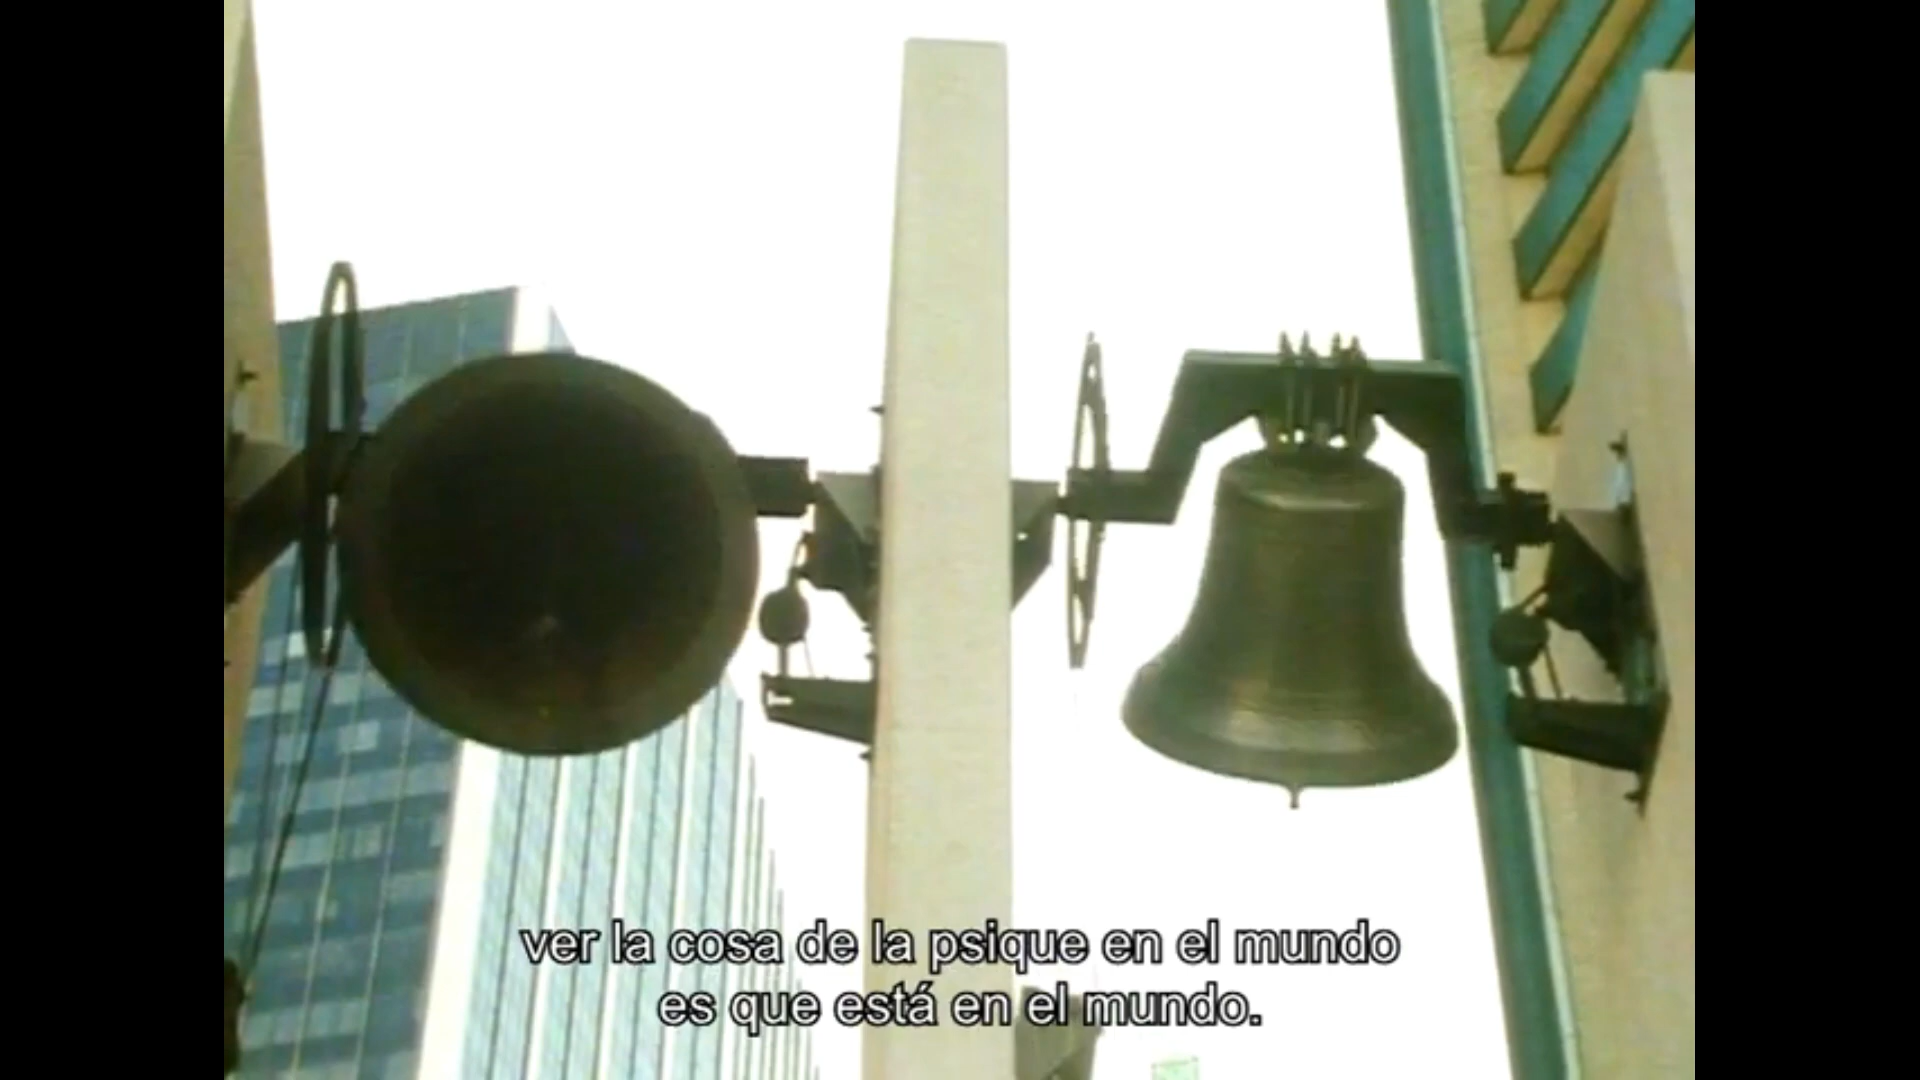 ver la cosa de la psique en el mundo
es que está en el mundo.